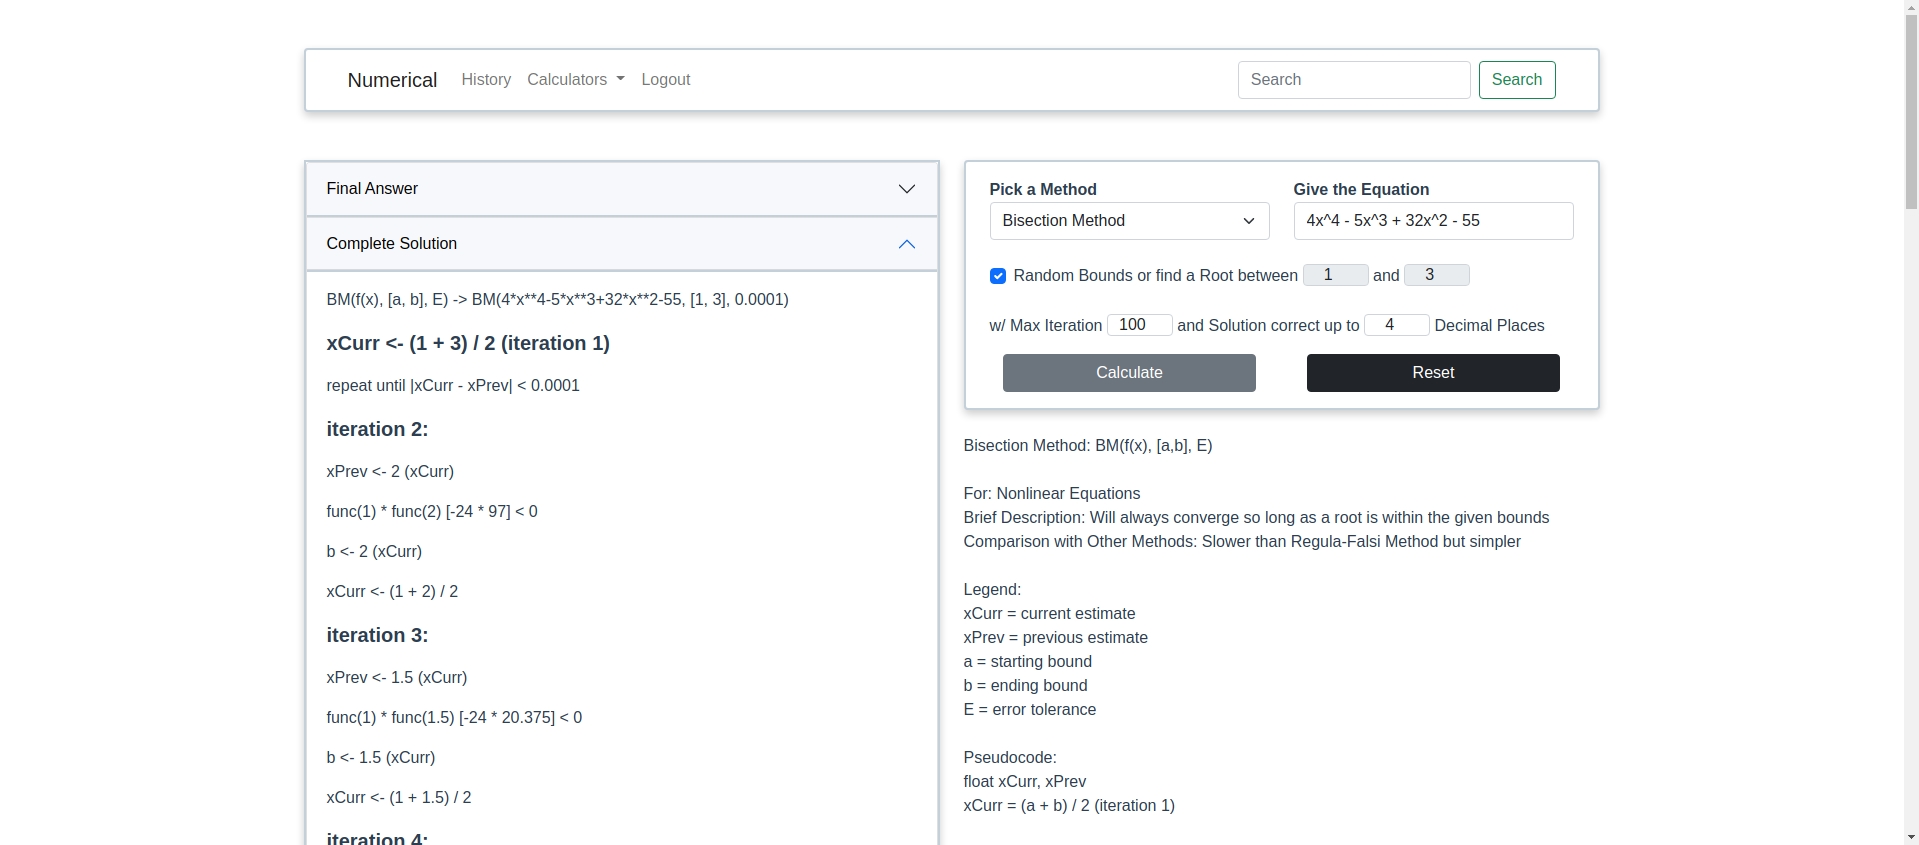 Numerical History Calculators Logout Search Search
Final Answer
Complete Solution
BM(f(x), [a, b], E) -> BM(4*x**4-5*x**3+32*x**2-55, [1, 3], 0.0001)
xCurr <- (1 + 3) / 2 (iteration 1)
repeat until |xCurr - xPrev| < 0.0001
iteration 2:
xPrev <- 2 (xCurr)
func(1) * func(2) [-24 * 97] < 0
b <- 2 (xCurr)
xCurr <- (1 + 2) / 2
iteration 3:
xPrev <- 1.5 (xCurr)
func(1) * func(1.5) [-24 * 20.375] < 0
b <- 1.5 (xCurr)
xCurr <- (1 + 1.5) / 2
iteration 4:
Pick a Method Give the Equation
Bisection Method 4x^4 - 5x^3 + 32x^2 - 55
Random Bounds or find a Root between 1 and 3
w/ Max Iteration 100 and Solution correct up to 4 Decimal Places
Calculate Reset
Bisection Method: BM(f(x), [a,b], E)
For: Nonlinear Equations
Brief Description: Will always converge so long as a root is within the given bounds
Comparison with Other Methods: Slower than Regula-Falsi Method but simpler
Legend:
xCurr = current estimate
xPrev = previous estimate
a = starting bound
b = ending bound
E = error tolerance
Pseudocode:
float xCurr, xPrev
xCurr = (a + b) / 2 (iteration 1)